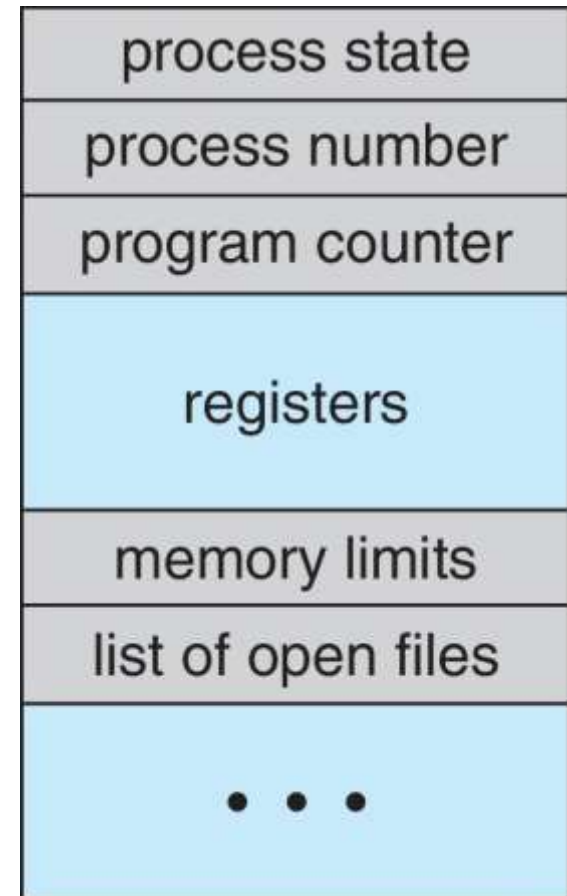 process state
process number
program counter
registers
memory limits
list of open files
• • •